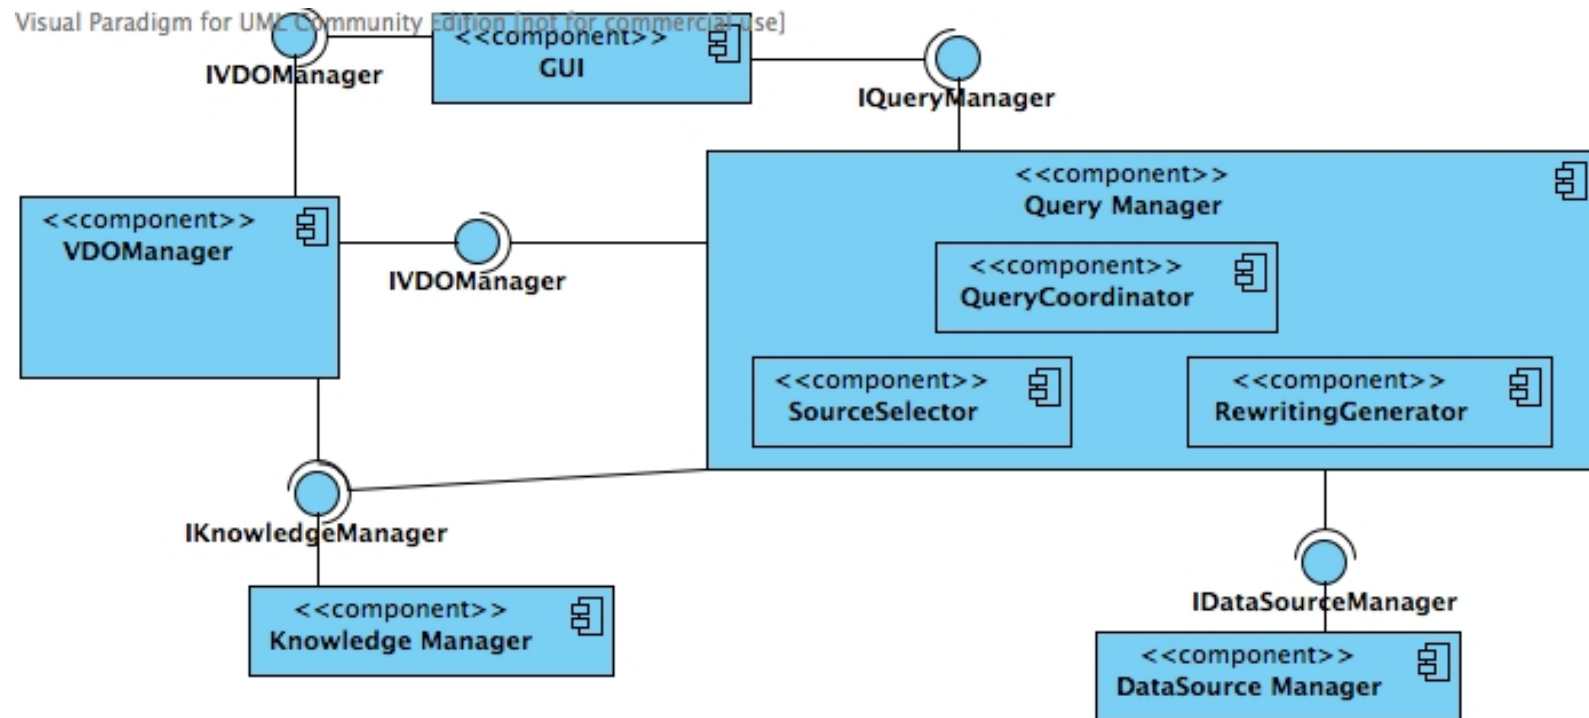 Visual Paradigm for UML Community Edition [not for commercial use]
<<component>>
GUI
IVDOManager
IQueryManager
<<component>>
Query Manager
<<component>>
VDOManager
IVDOManager
<<component>>
QueryCoordinator
<<component>>
SourceSelector
<<component>>
RewritingGenerator
IKnowledgeManager
IDataSourceManager
<<component>>
Knowledge Manager
<<component>>
DataSource Manager